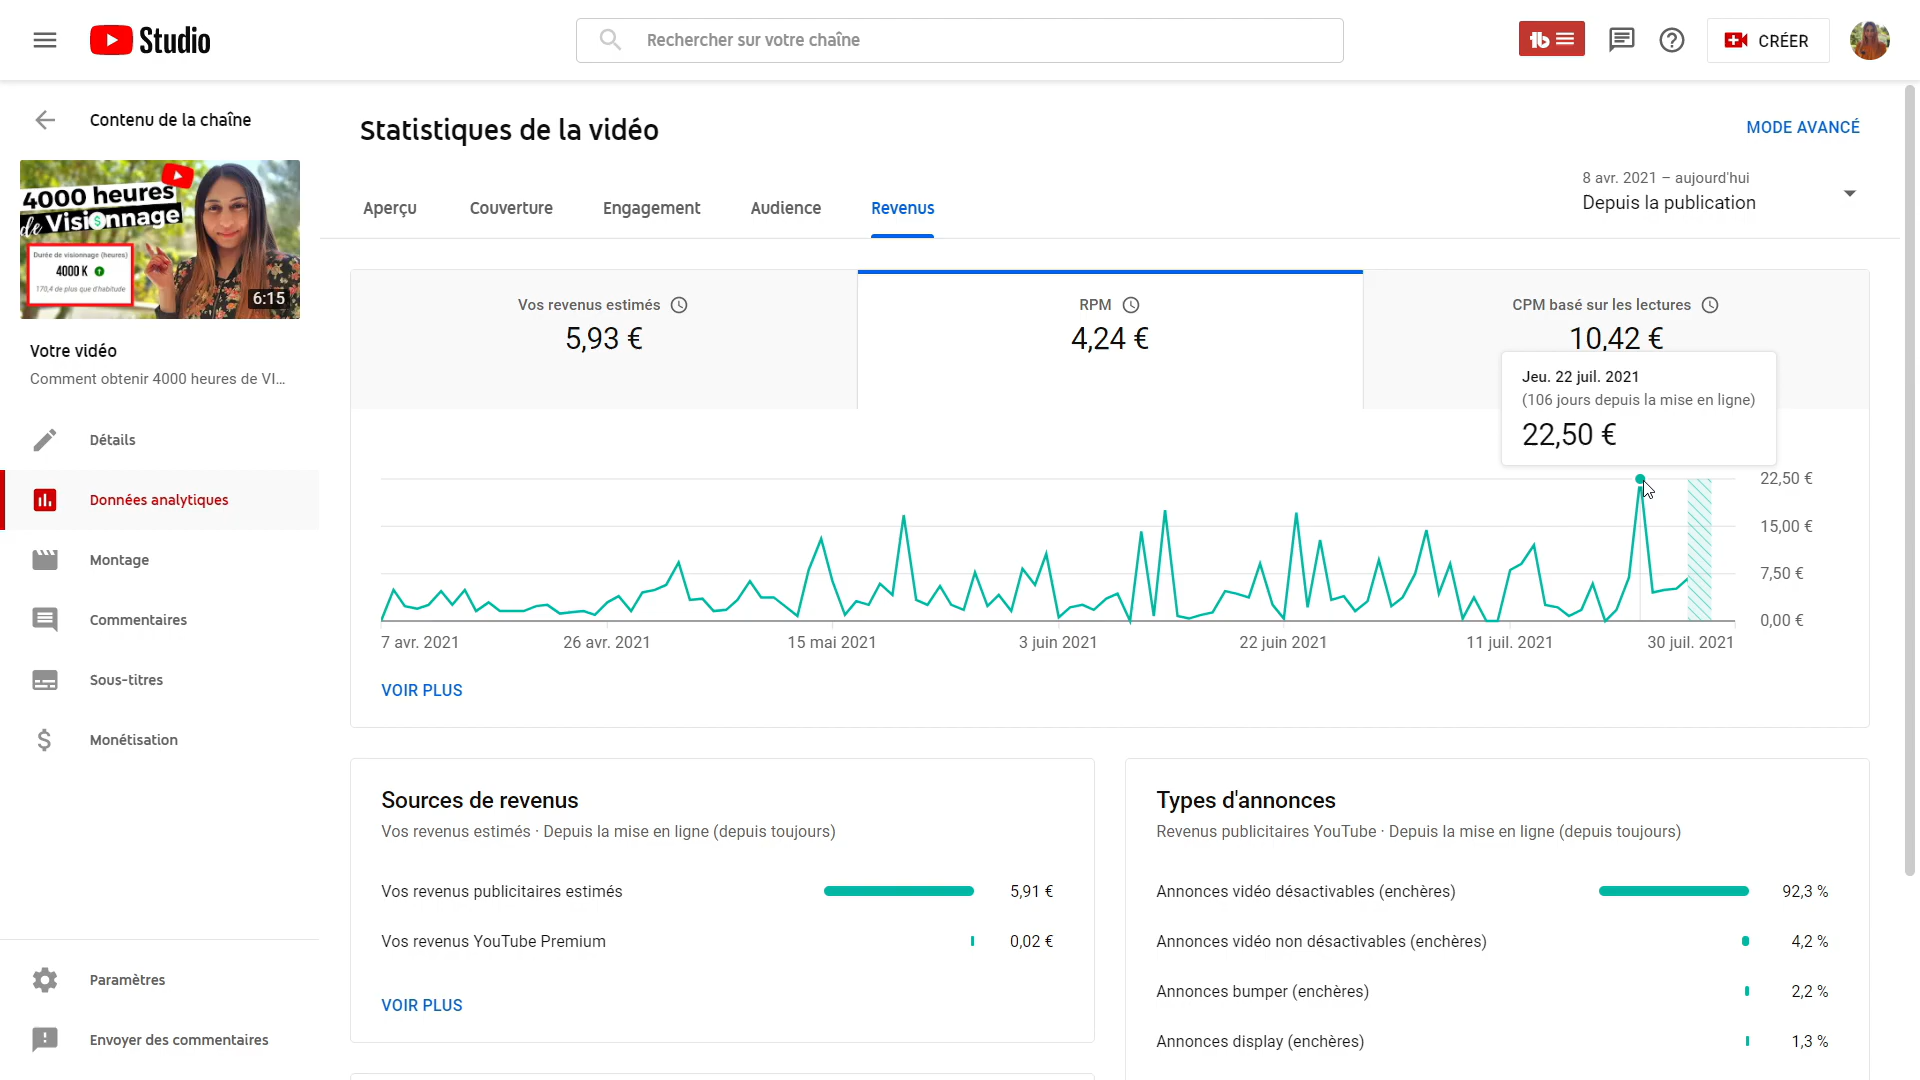 Studio
Rechercher sur votre chaîne
CRÉER
Contenu de la chaîne
4000 heures
de Visionnage
Durée de visionnage (heures)
4000 K
170,4 de plus que d'habitude
6:15
Votre vidéo
Comment obtenir 4000 heures de VI...
Détails
Données analytiques
Montage
Commentaires
Sous-titres
Monétisation
Paramètres
Envoyer des commentaires
Statistiques de la vidéo
MODE AVANCÉ
Aperçu
Couverture
Engagement
Audience
Revenus
8 avr. 2021 – aujourd'hui
Depuis la publication
Vos revenus estimés
5,93 €
RPM
4,24 €
CPM basé sur les lectures
10,42 €
Jeu. 22 juil. 2021
(106 jours depuis la mise en ligne)
22,50 €
22,50 €
15,00 €
7,50 €
0,00 €
7 avr. 2021
26 avr. 2021
15 mai 2021
3 juin 2021
22 juin 2021
11 juil. 2021
30 juil. 2021
VOIR PLUS
Sources de revenus
Vos revenus estimés · Depuis la mise en ligne (depuis toujours)
Vos revenus publicitaires estimés 5,91 €
Vos revenus YouTube Premium 0,02 €
VOIR PLUS
Types d'annonces
Revenus publicitaires YouTube · Depuis la mise en ligne (depuis toujours)
Annonces vidéo désactivables (enchères) 92,3 %
Annonces vidéo non désactivables (enchères) 4,2 %
Annonces bumper (enchères) 2,2 %
Annonces display (enchères) 1,3 %